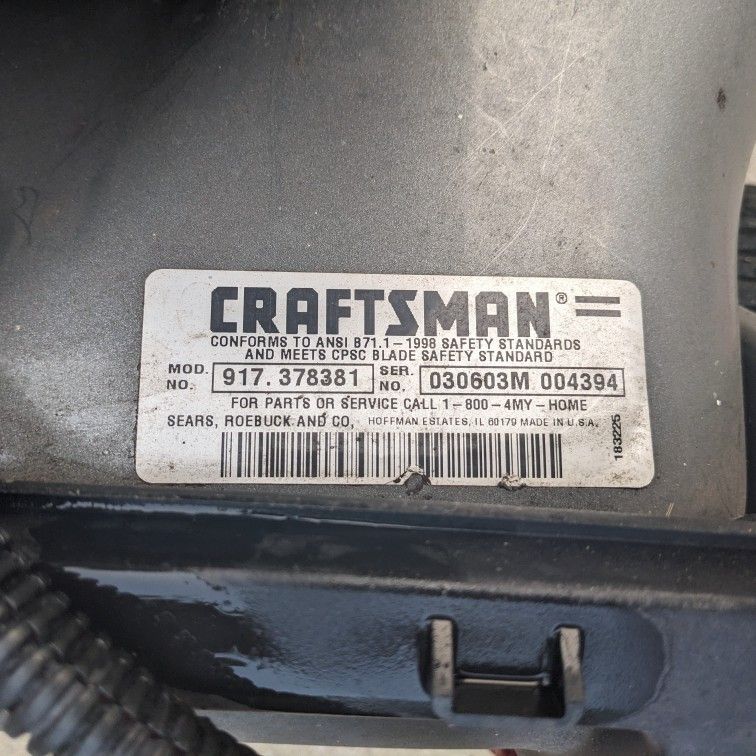 CRAFTSMAN®
CONFORMS TO ANSI B71.1-1998 SAFETY STANDARDS
AND MEETS CPSC BLADE SAFETY STANDARD
MOD. NO. 917.378381 SER. NO. 030603M 004394
FOR PARTS OR SERVICE CALL 1-800-4MY-HOME
SEARS, ROEBUCK AND CO, HOFFMAN ESTATES, IL 60179 MADE IN U.S.A.
183225